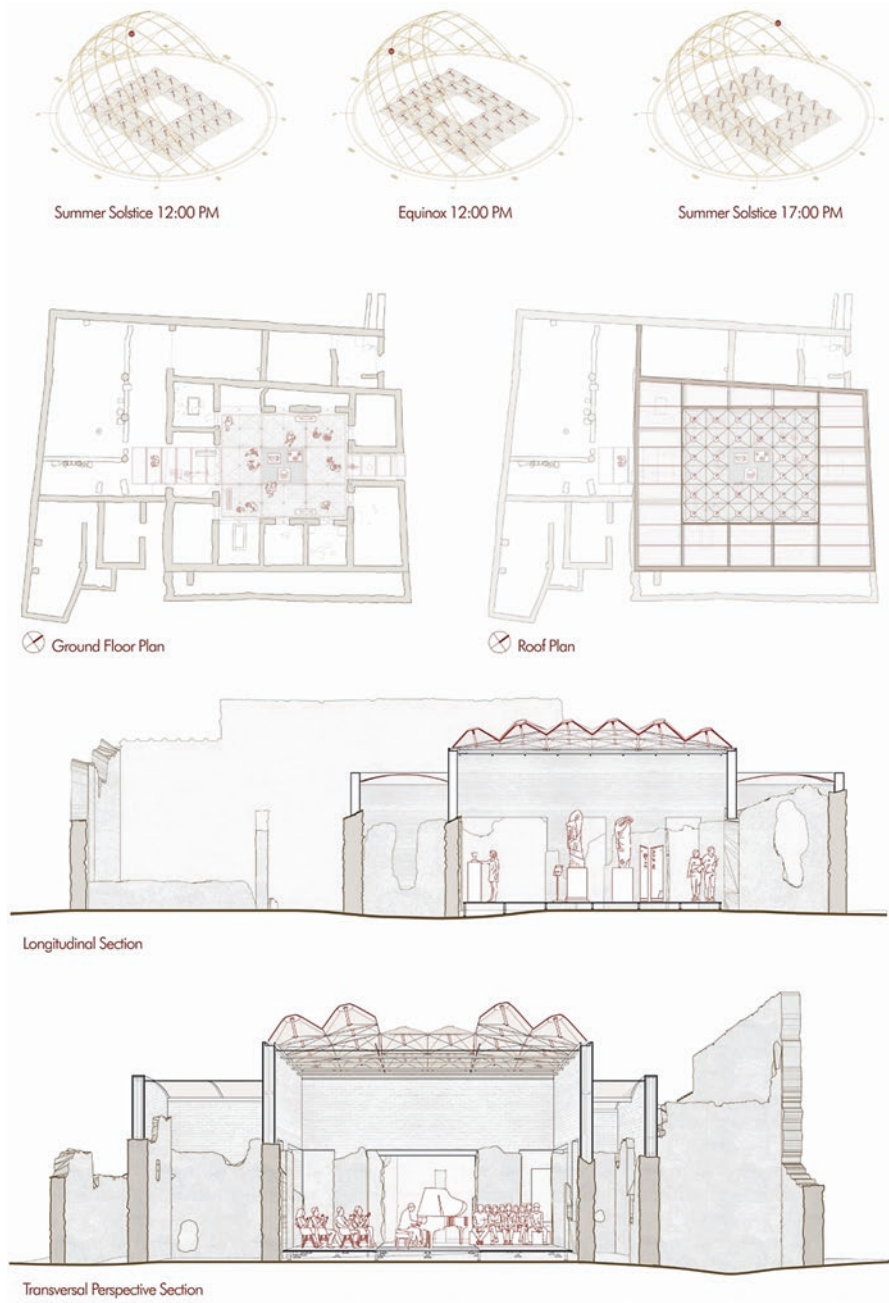 Summer Solstice 12:00 PM
Equinox 12:00 PM
Summer Solstice 17:00 PM
Ground Floor Plan
Roof Plan
Longitudinal Section
Transversal Perspective Section